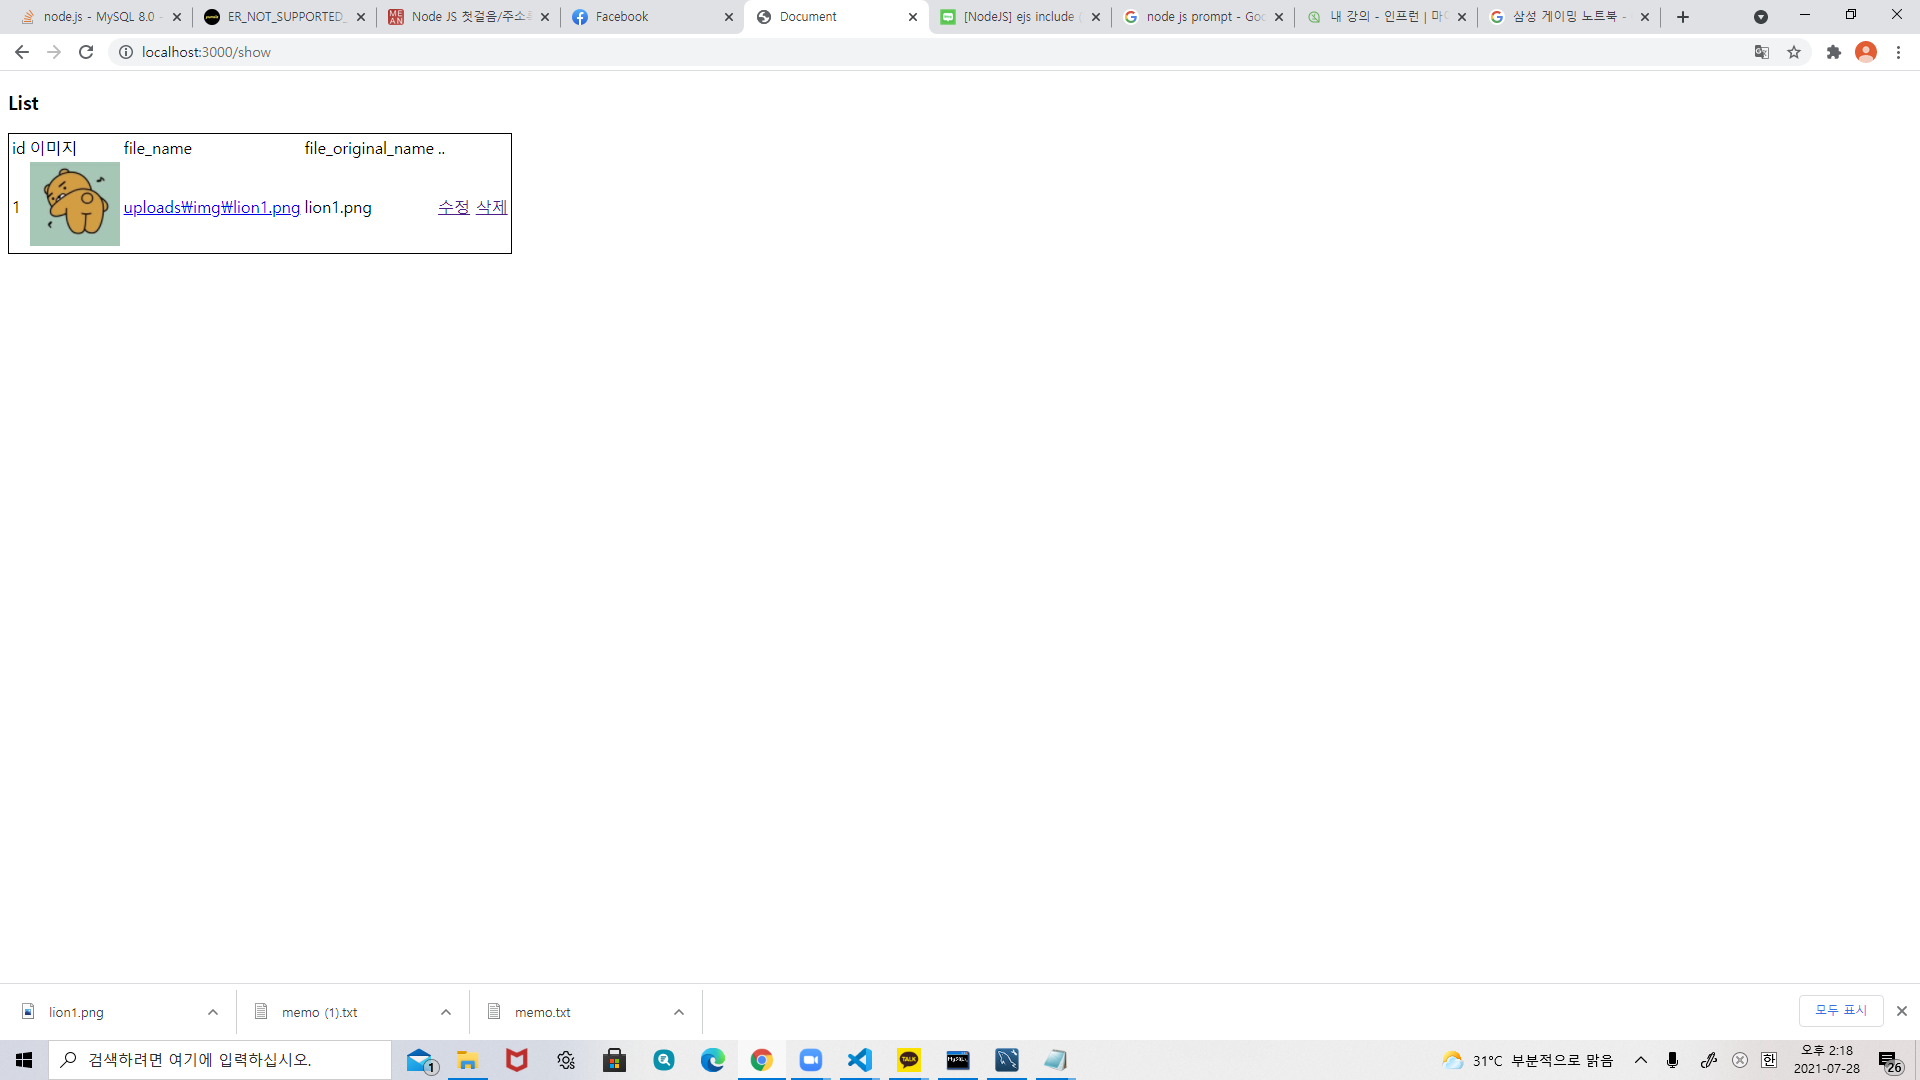 node.js - MySQL 8.0 -
ER_NOT_SUPPORTED_
Node JS 첫걸음/주소
Facebook
Document
[NodeJS] ejs include
node js prompt - Goo
내 강의 - 인프런 | 마
삼성 게이밍 노트북 -
localhost:3000/show
List
id 이미지 file_name file_original_name ..
1 uploads\img\lion1.png lion1.png 수정 삭제
lion1.png
memo (1).txt
memo.txt
모두 표시
검색하려면 여기에 입력하십시오.
1
TALK
MySQL
31°C 부분적으로 맑음
한
오후 2:18
2021-07-28
26